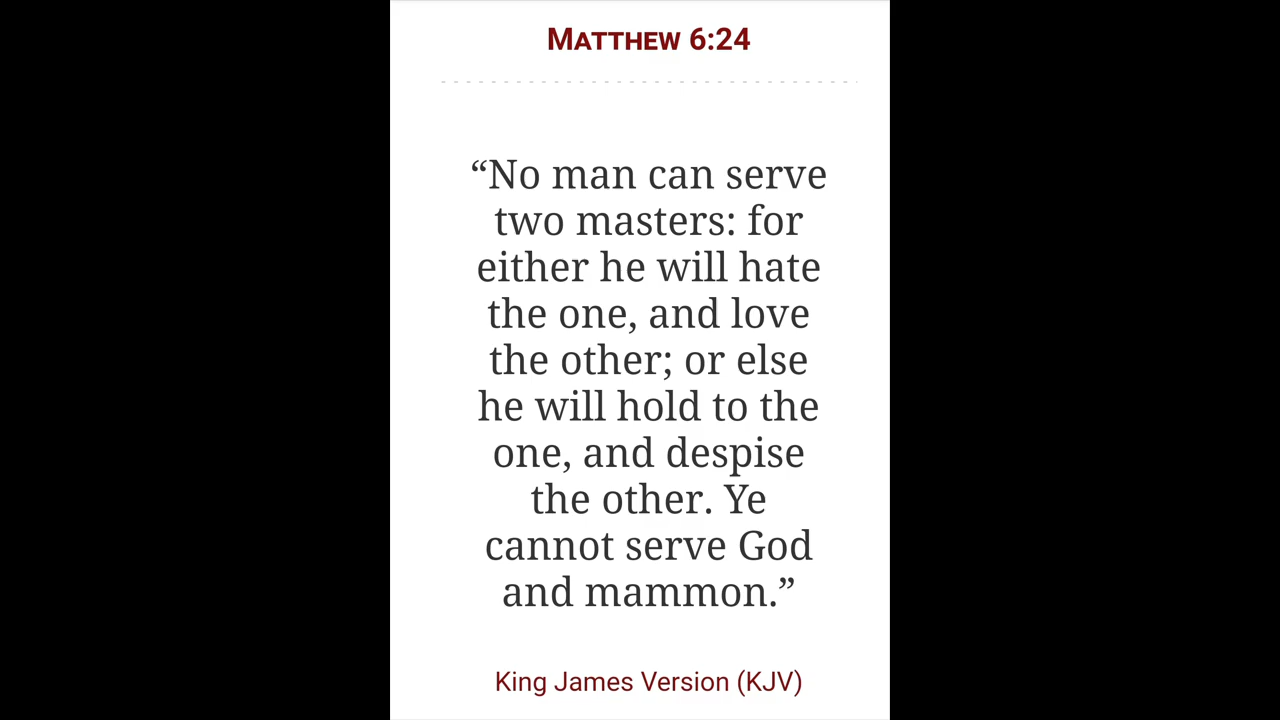 MATTHEW 6:24
“No man can serve
two masters: for
either he will hate
the one, and love
the other; or else
he will hold to the
one, and despise
the other. Ye
cannot serve God
and mammon.”
King James Version (KJV)